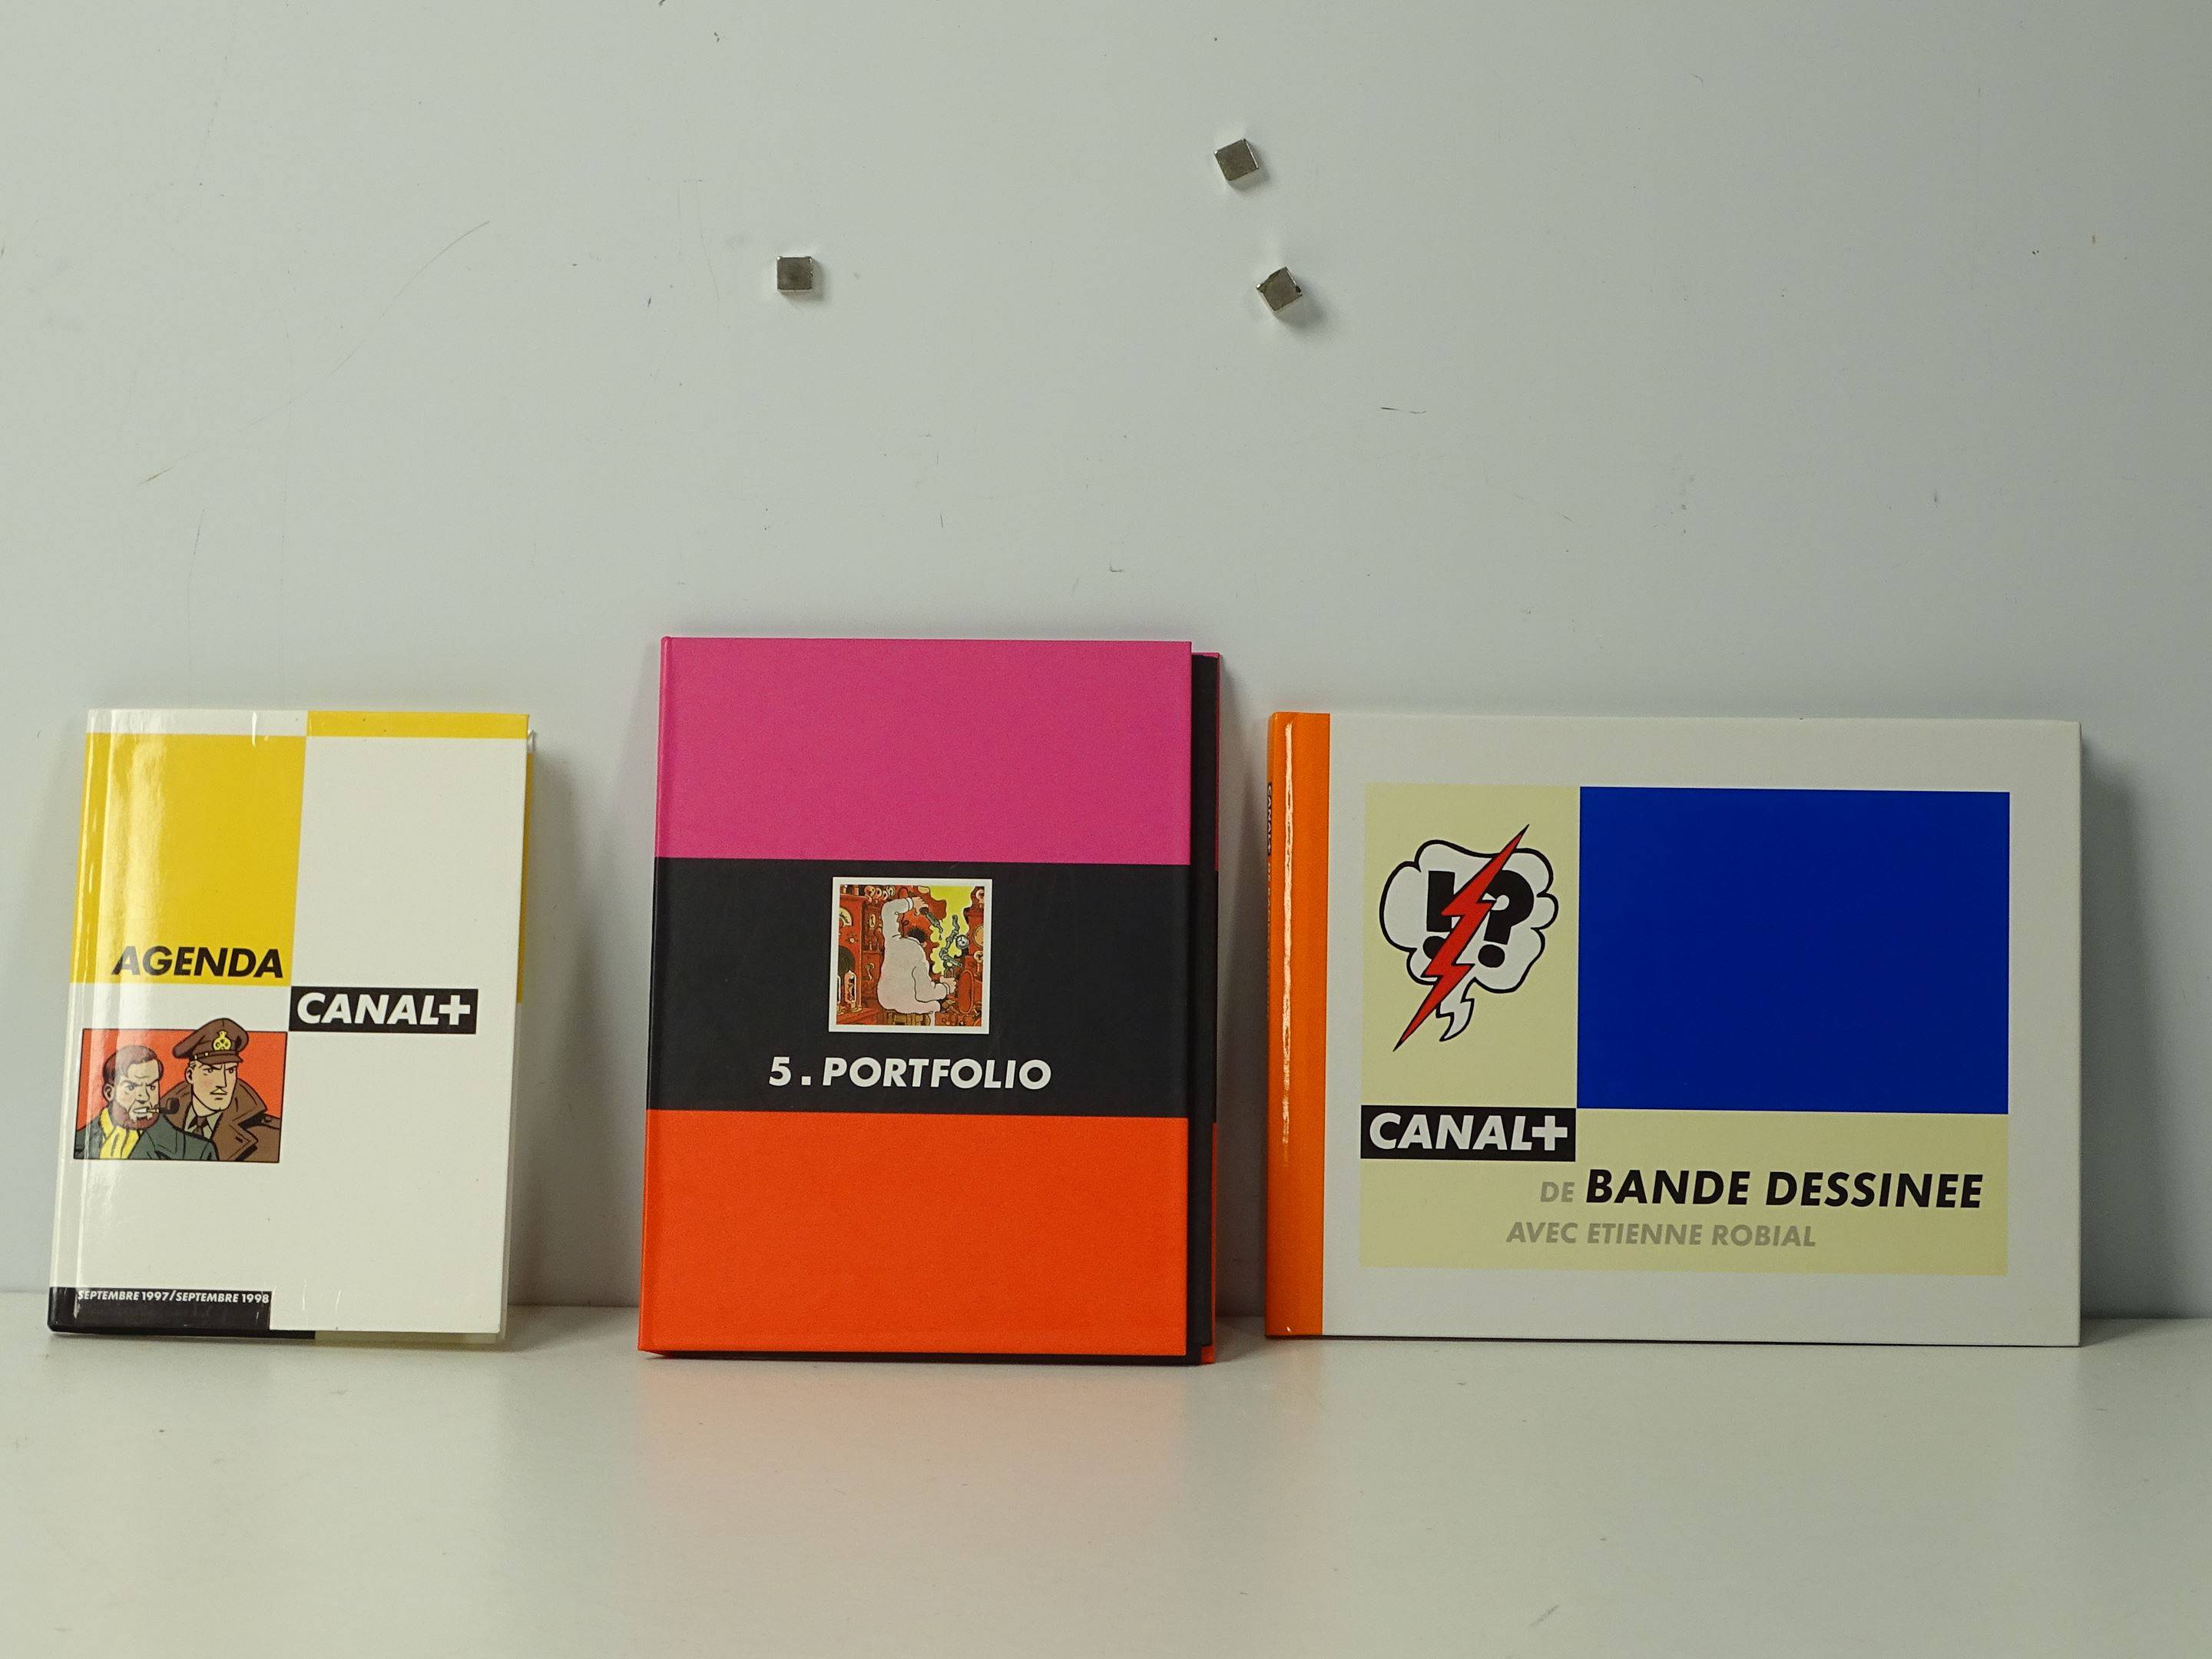 AGENDA
CANAL+
SEPTEMBRE 1997/SEPTEMBRE 1998
5. PORTFOLIO
CANAL+
DE BANDE DESSINEE
AVEC ETIENNE ROBIAL
!?